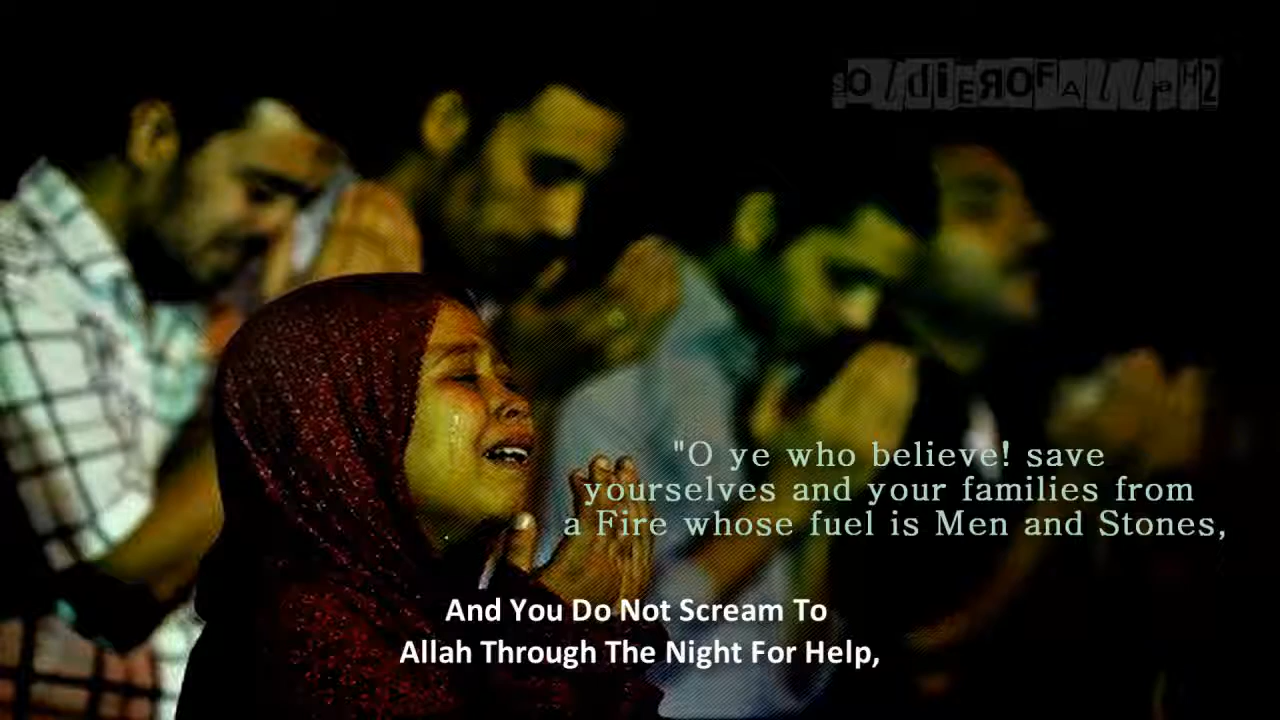 sOldiEROFAllaH2
"O ye who believe! save
yourselves and your families from
a Fire whose fuel is Men and Stones,
And You Do Not Scream To
Allah Through The Night For Help,